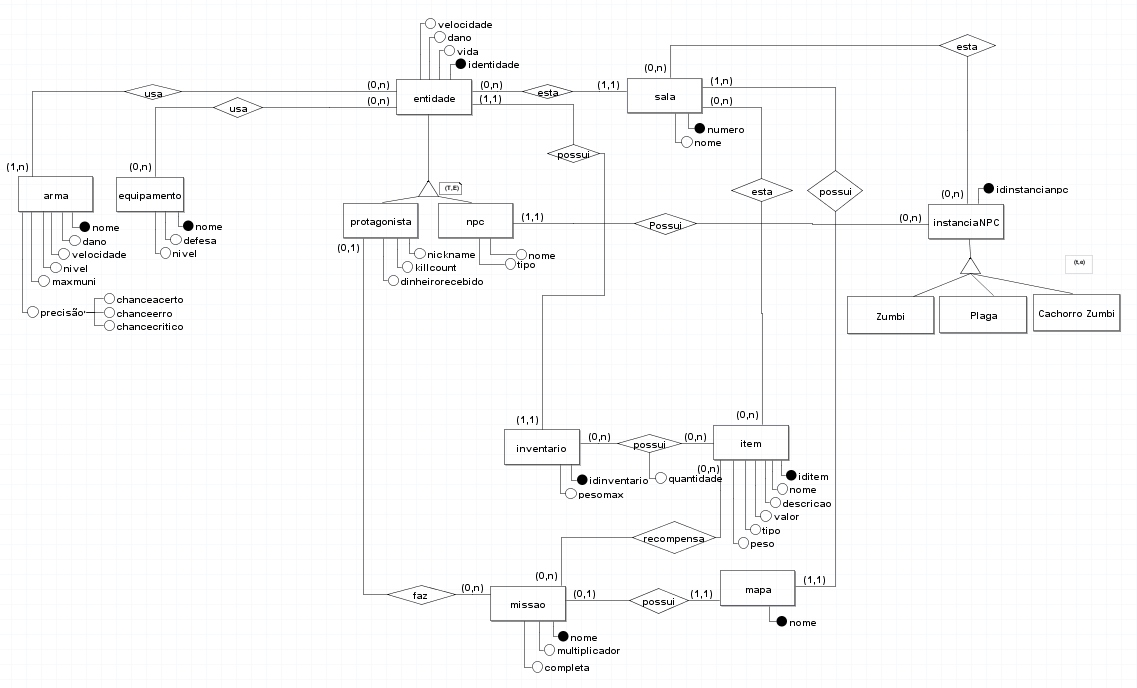 velocidade
dano
vida
identidade
esta
(0,n)
(0,n)
(0,n)
(1,1)
(1,n)
usa
entidade
esta
sala
(0,n)
(1,1)
(0,n)
usa
numero
nome
possui
(1,n)
(0,n)
arma
equipamento
(T,E)
esta
possui
(0,n)
idinstancianpc
protagonista
npc
(1,1)
Possui
(0,n)
instanciaNPC
nome
dano
velocidade
nivel
maxmuni
nome
defesa
nivel
(0,1)
nickname
killcount
dinheirorecebido
nome
tipo
(t,e)
precisão
chanceacerto
chanceerro
chancecritico
Zumbi
Plaga
Cachorro Zumbi
(1,1)
(0,n)
inventario
(0,n)
possui
(0,n)
item
quantidade
(0,n)
idinventario
pesomax
iditem
nome
descricao
valor
tipo
peso
recompensa
(0,n)
faz
(0,n)
missao
(0,1)
possui
(1,1)
mapa
(1,1)
nome
nome
multiplicador
completa